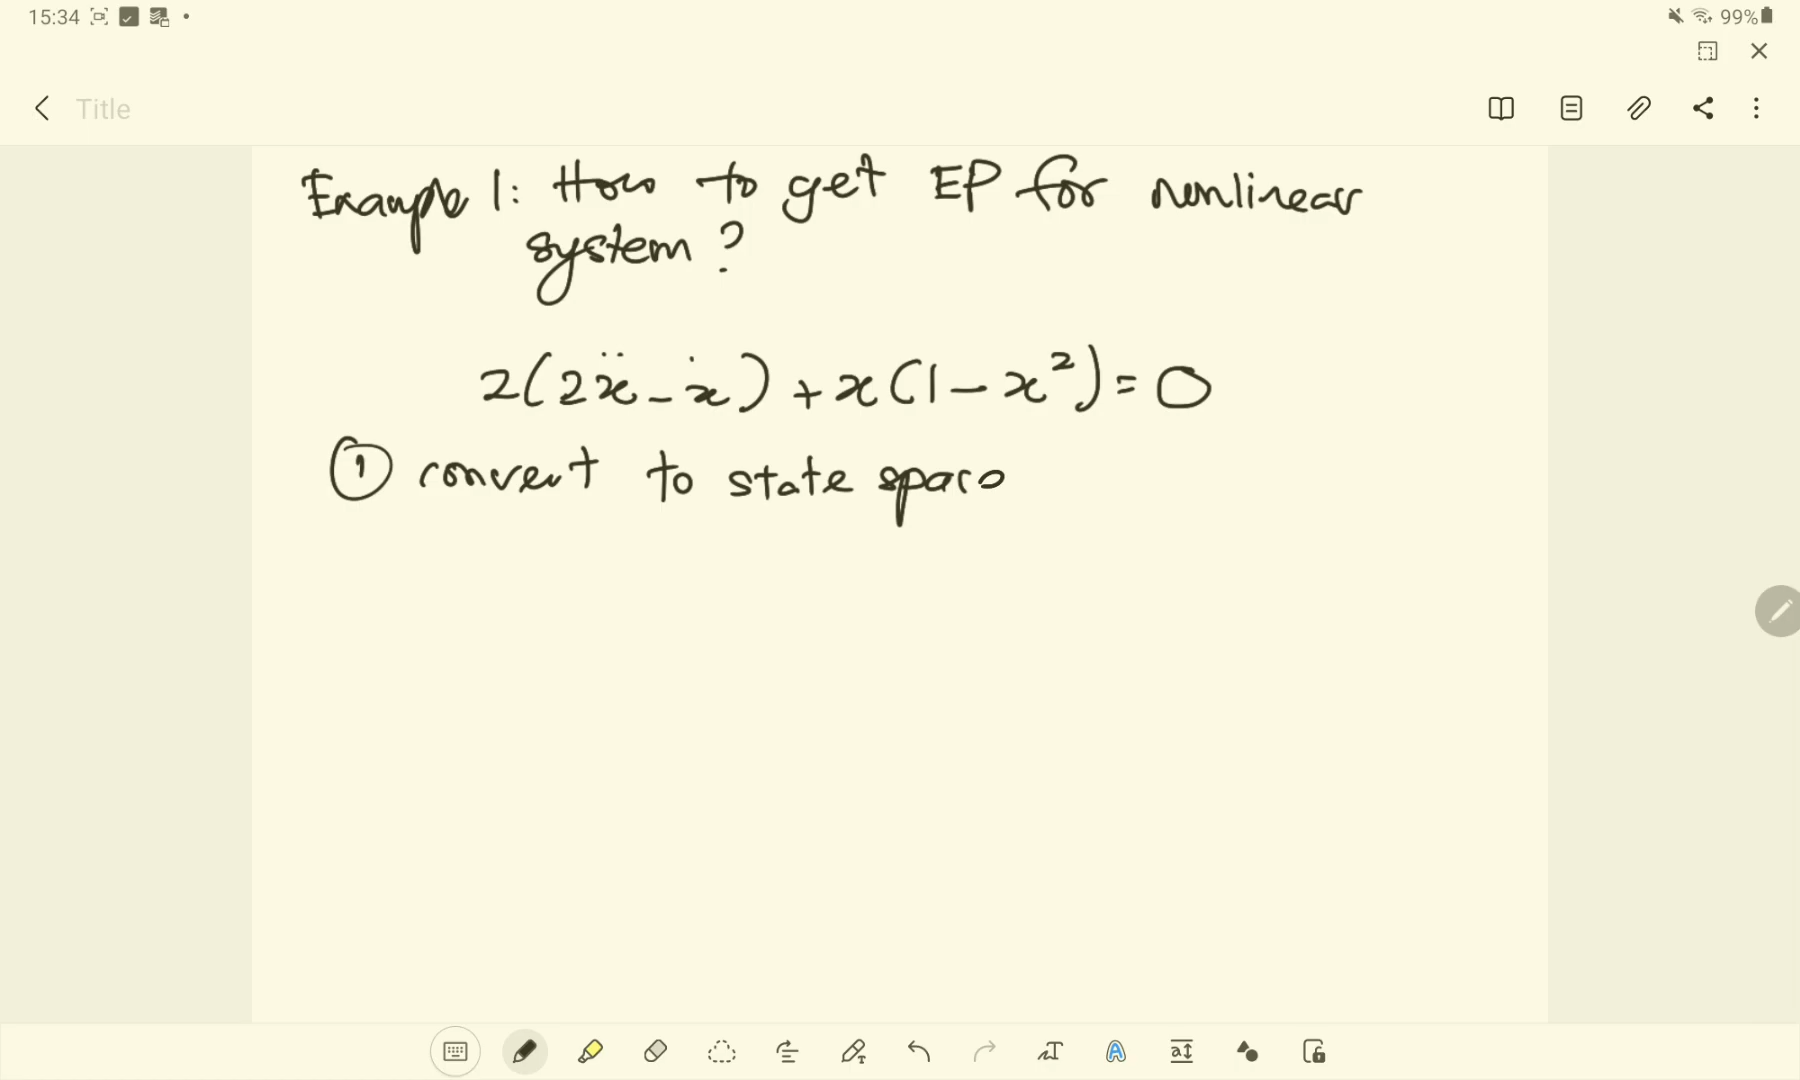 15:34
99%
Title
Example 1: How to get EP for nonlinear
system?
2(2ẍ - ẋ) + x(1 - x²) = 0
① convert to state space